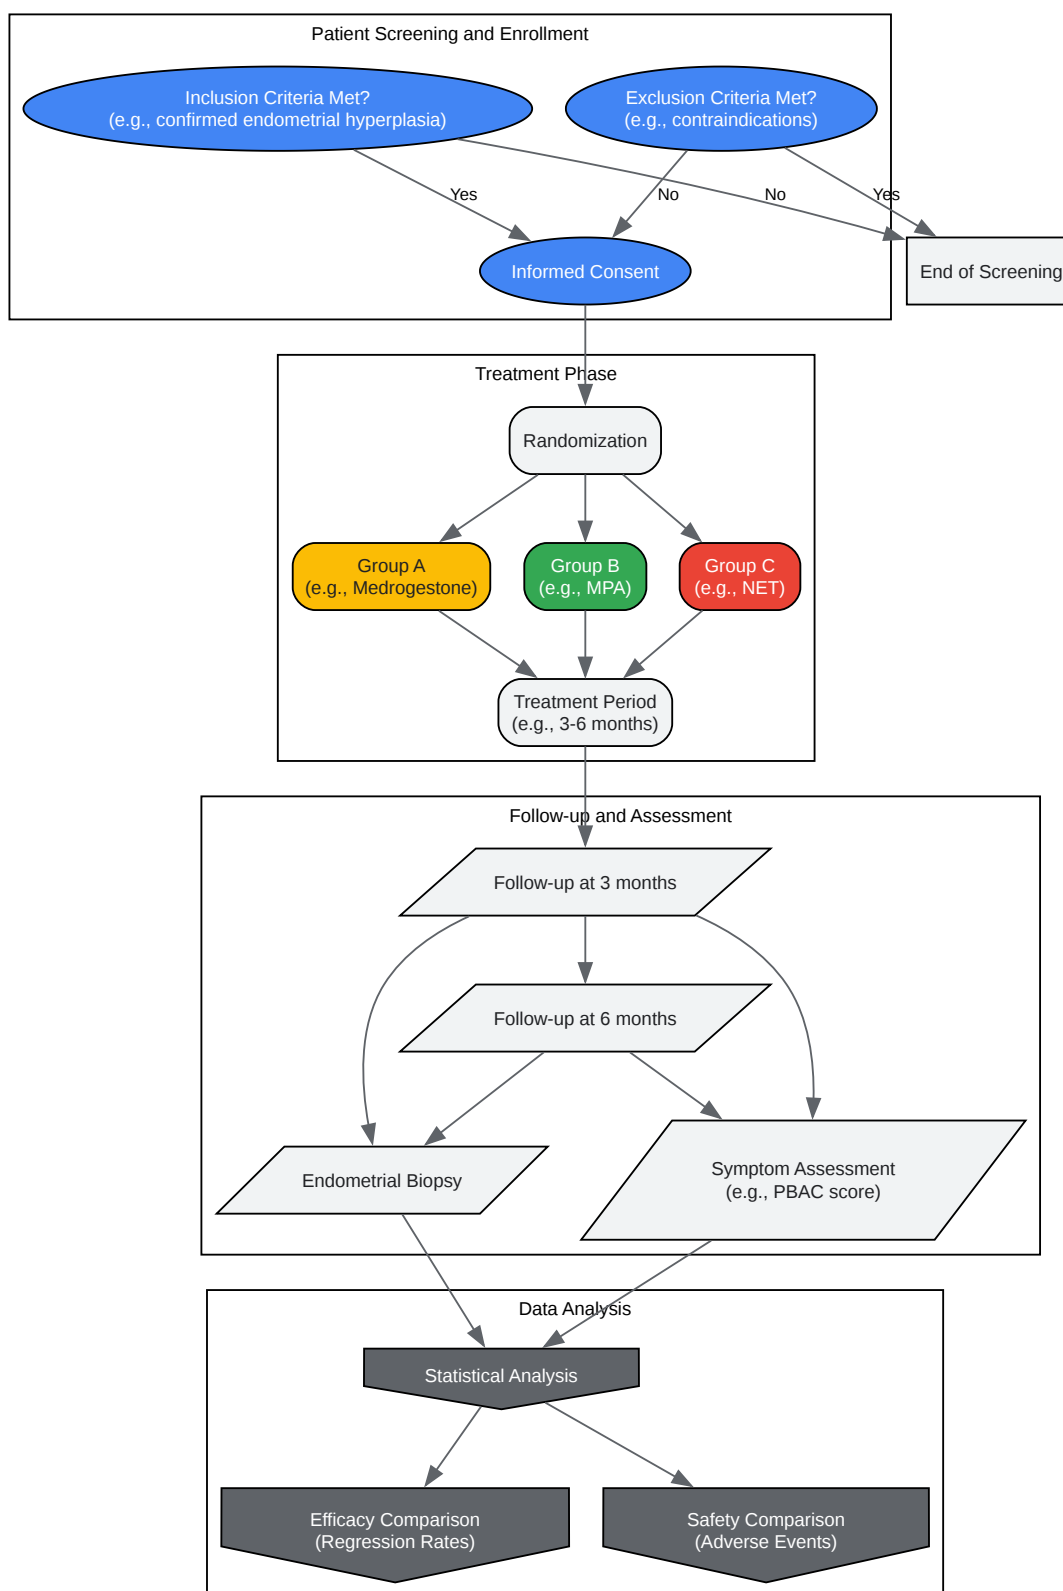 Patient Screening and Enrollment
Inclusion Criteria Met?
(e.g., confirmed endometrial hyperplasia)
Exclusion Criteria Met?
(e.g., contraindications)
Yes
No
No
Yes
Informed Consent
End of Screening
Treatment Phase
Randomization
Group A
(e.g., Medrogestone)
Group B
(e.g., MPA)
Group C
(e.g., NET)
Treatment Period
(e.g., 3-6 months)
Follow-up and Assessment
Follow-up at 3 months
Follow-up at 6 months
Endometrial Biopsy
Symptom Assessment
(e.g., PBAC score)
Data Analysis
Statistical Analysis
Efficacy Comparison
(Regression Rates)
Safety Comparison
(Adverse Events)